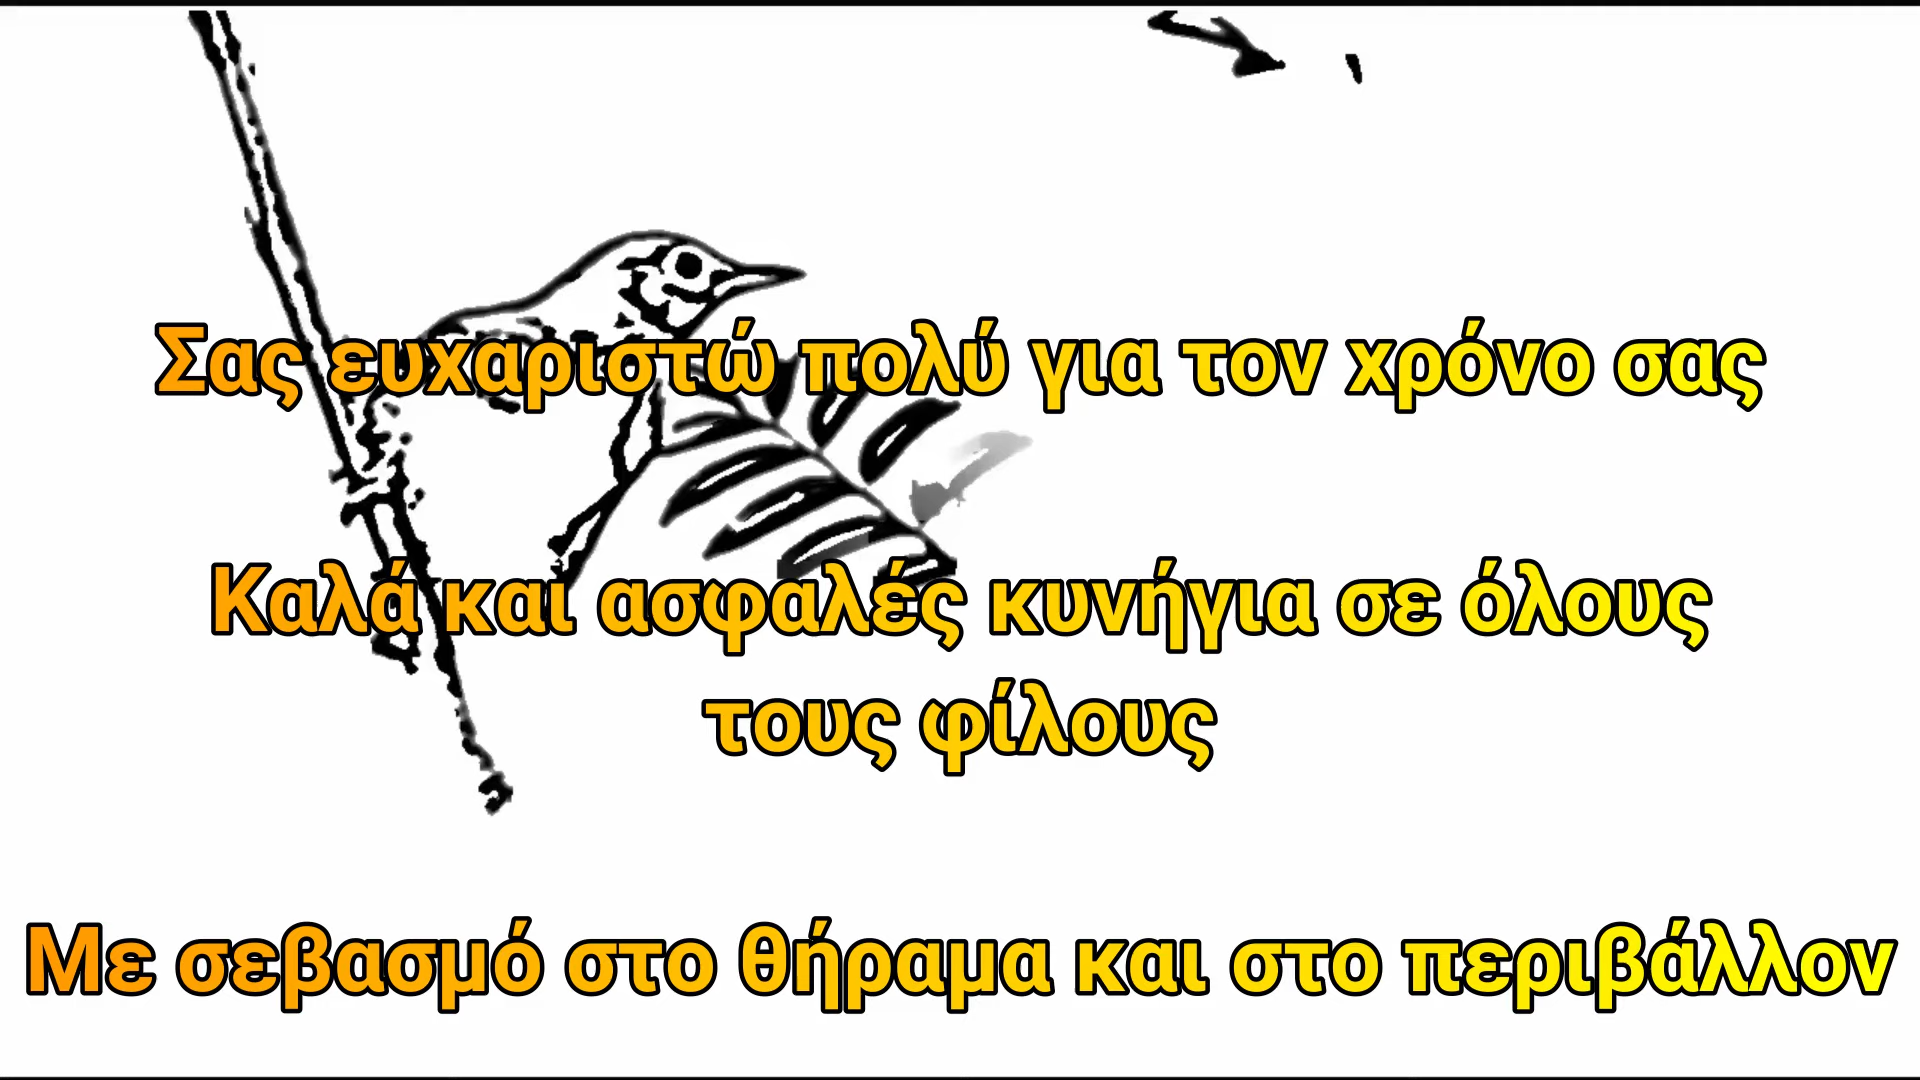 Σας ευχαριστώ πολύ για τον χρόνο σας
Καλά και ασφαλές κυνήγια σε όλους
τους φίλους
Με σεβασμό στο θήραμα και στο περιβάλλον